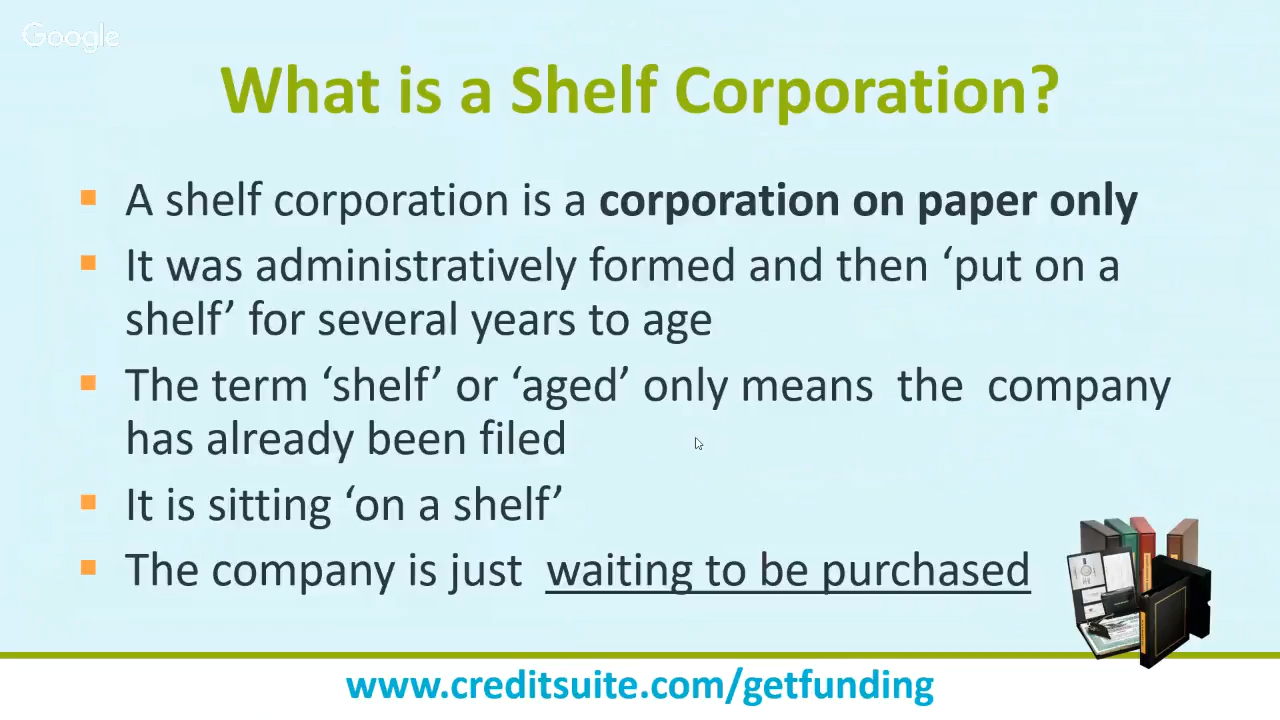 Google
What is a Shelf Corporation?
A shelf corporation is a corporation on paper only
It was administratively formed and then ‘put on a
shelf’ for several years to age
The term ‘shelf’ or ‘aged’ only means the company
has already been filed
It is sitting ‘on a shelf’
The company is just waiting to be purchased
www.creditsuite.com/getfunding